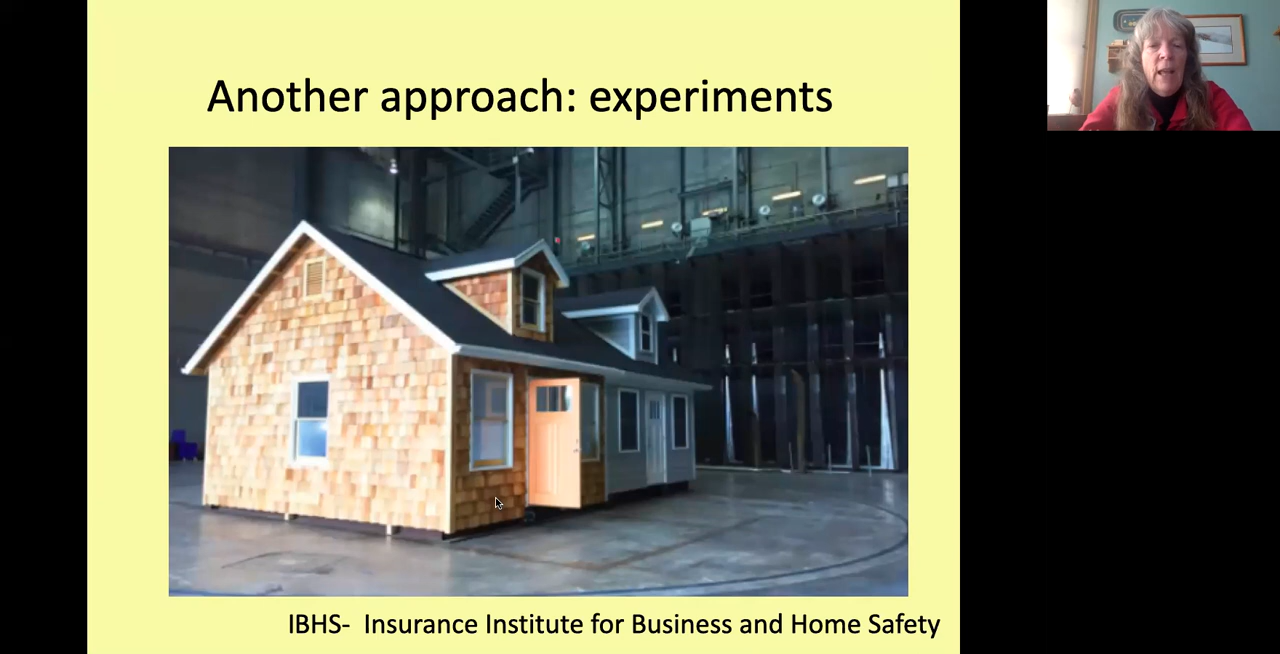 Another approach: experiments
IBHS-  Insurance Institute for Business and Home Safety